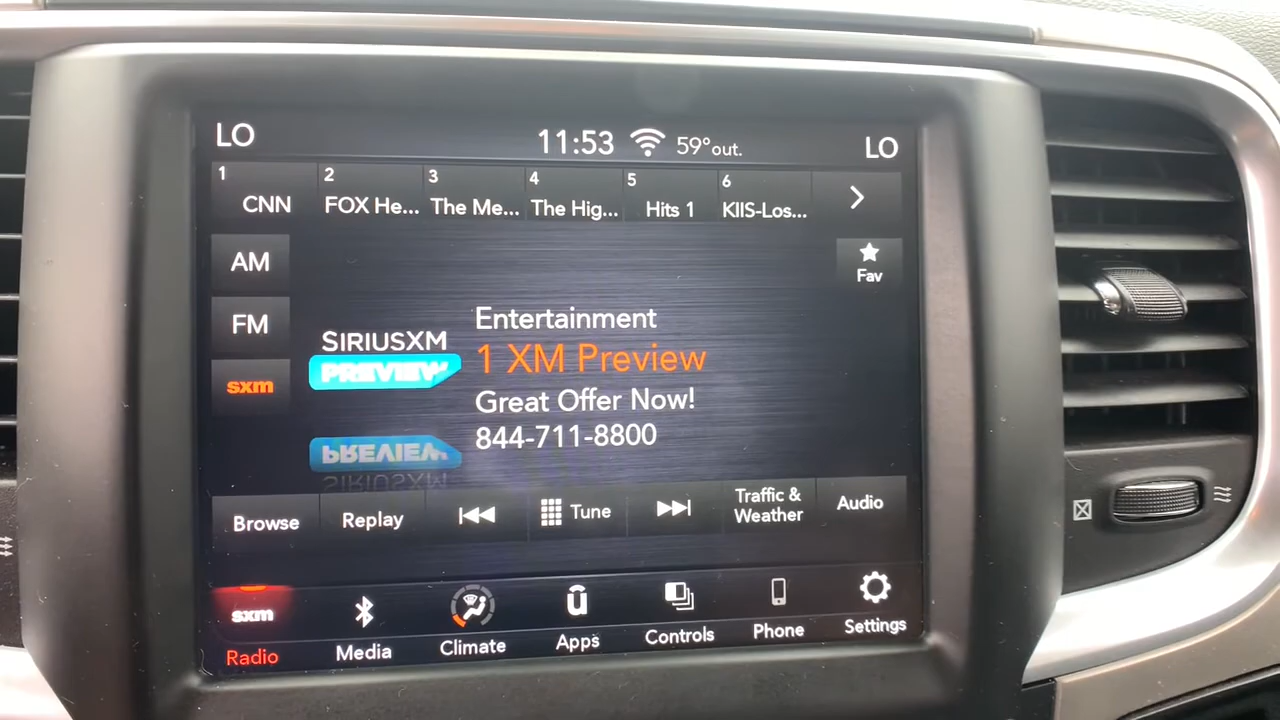 LO 11:53 59°out. LO
1 2 3 4 5 6
CNN FOX He... The Me... The Hig... Hits 1 KIIS-Los...
AM
Fav
FM
sxm
SIRIUSXM
PREVIEW
Entertainment
1 XM Preview
Great Offer Now!
844-711-8800
PREVIEW
SIRIUSXM
Browse Replay Tune Traffic & Weather Audio
sxm
Radio Media Climate Apps Controls Phone Settings